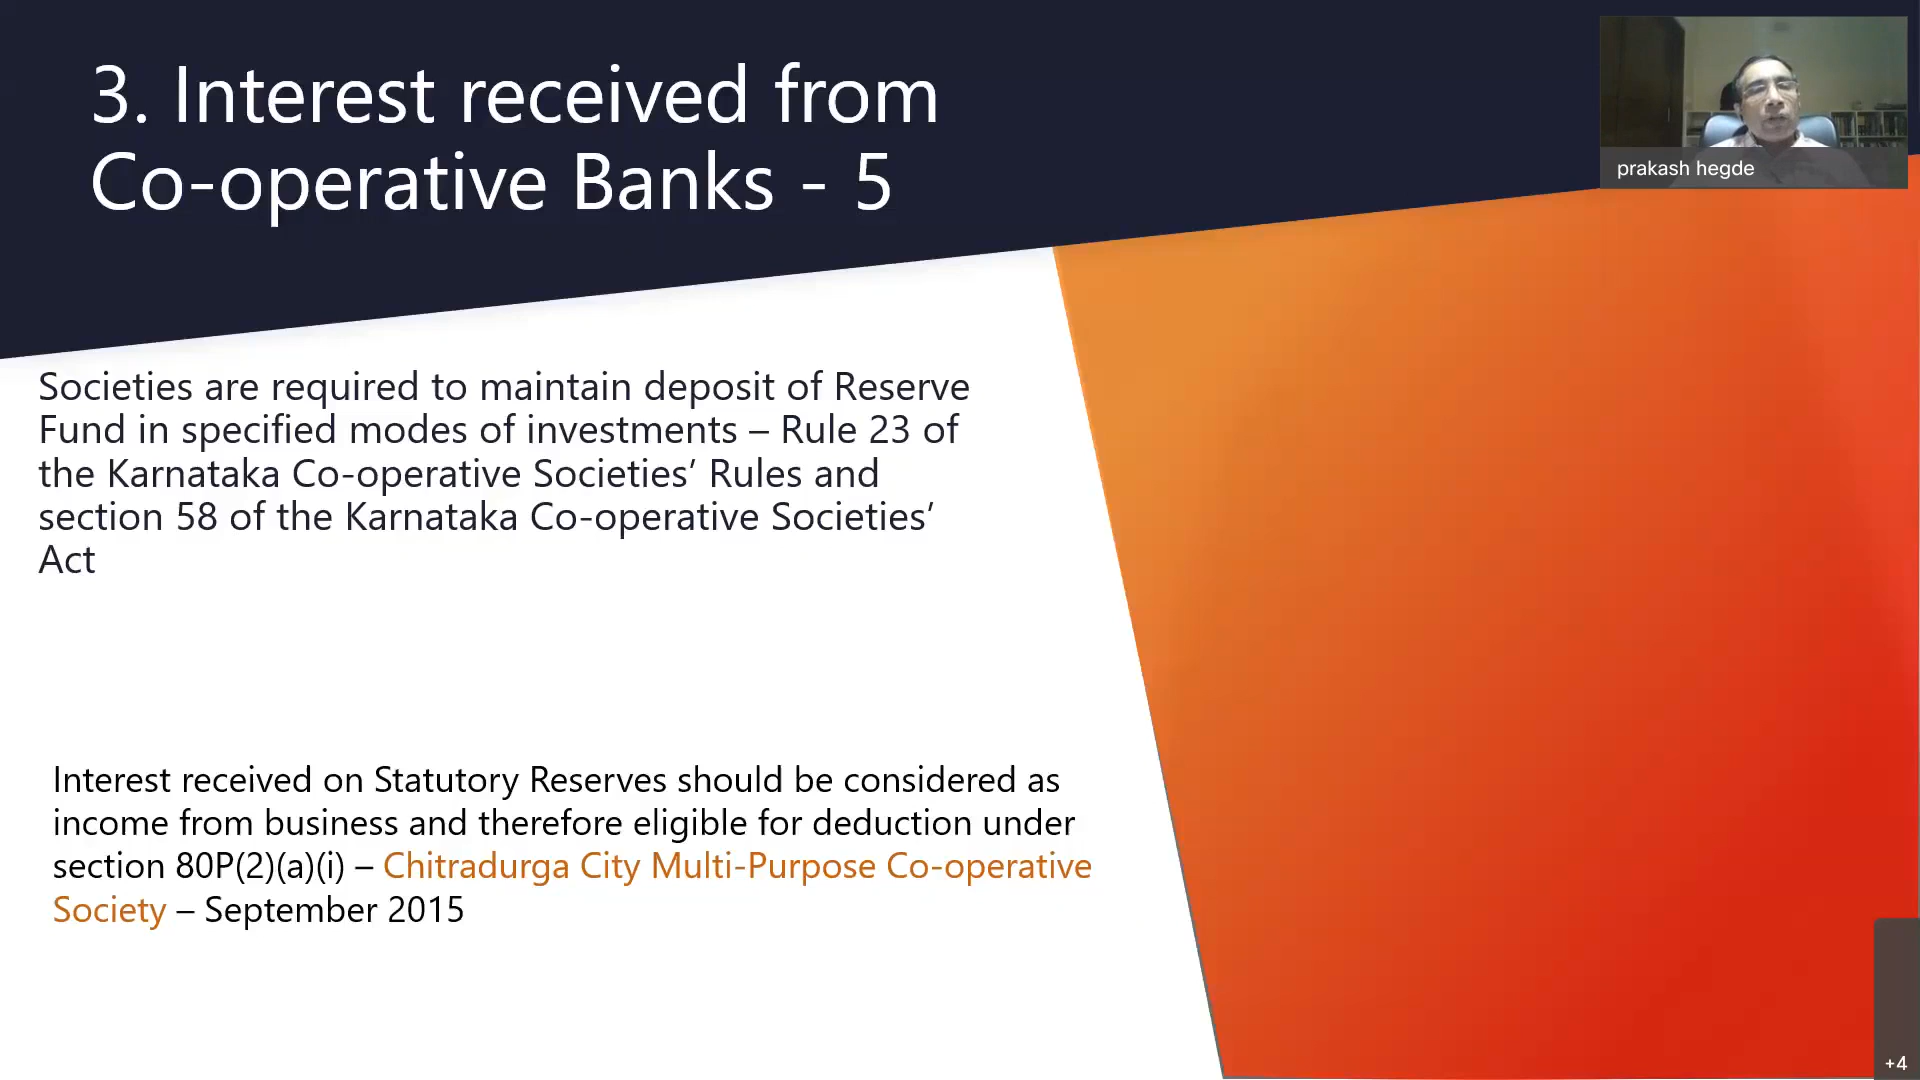 3. Interest received from
Co-operative Banks - 5
prakash hegde
Societies are required to maintain deposit of Reserve
Fund in specified modes of investments – Rule 23 of
the Karnataka Co-operative Societies’ Rules and
section 58 of the Karnataka Co-operative Societies’
Act
Interest received on Statutory Reserves should be considered as
income from business and therefore eligible for deduction under
section 80P(2)(a)(i) – Chitradurga City Multi-Purpose Co-operative
Society – September 2015
+4